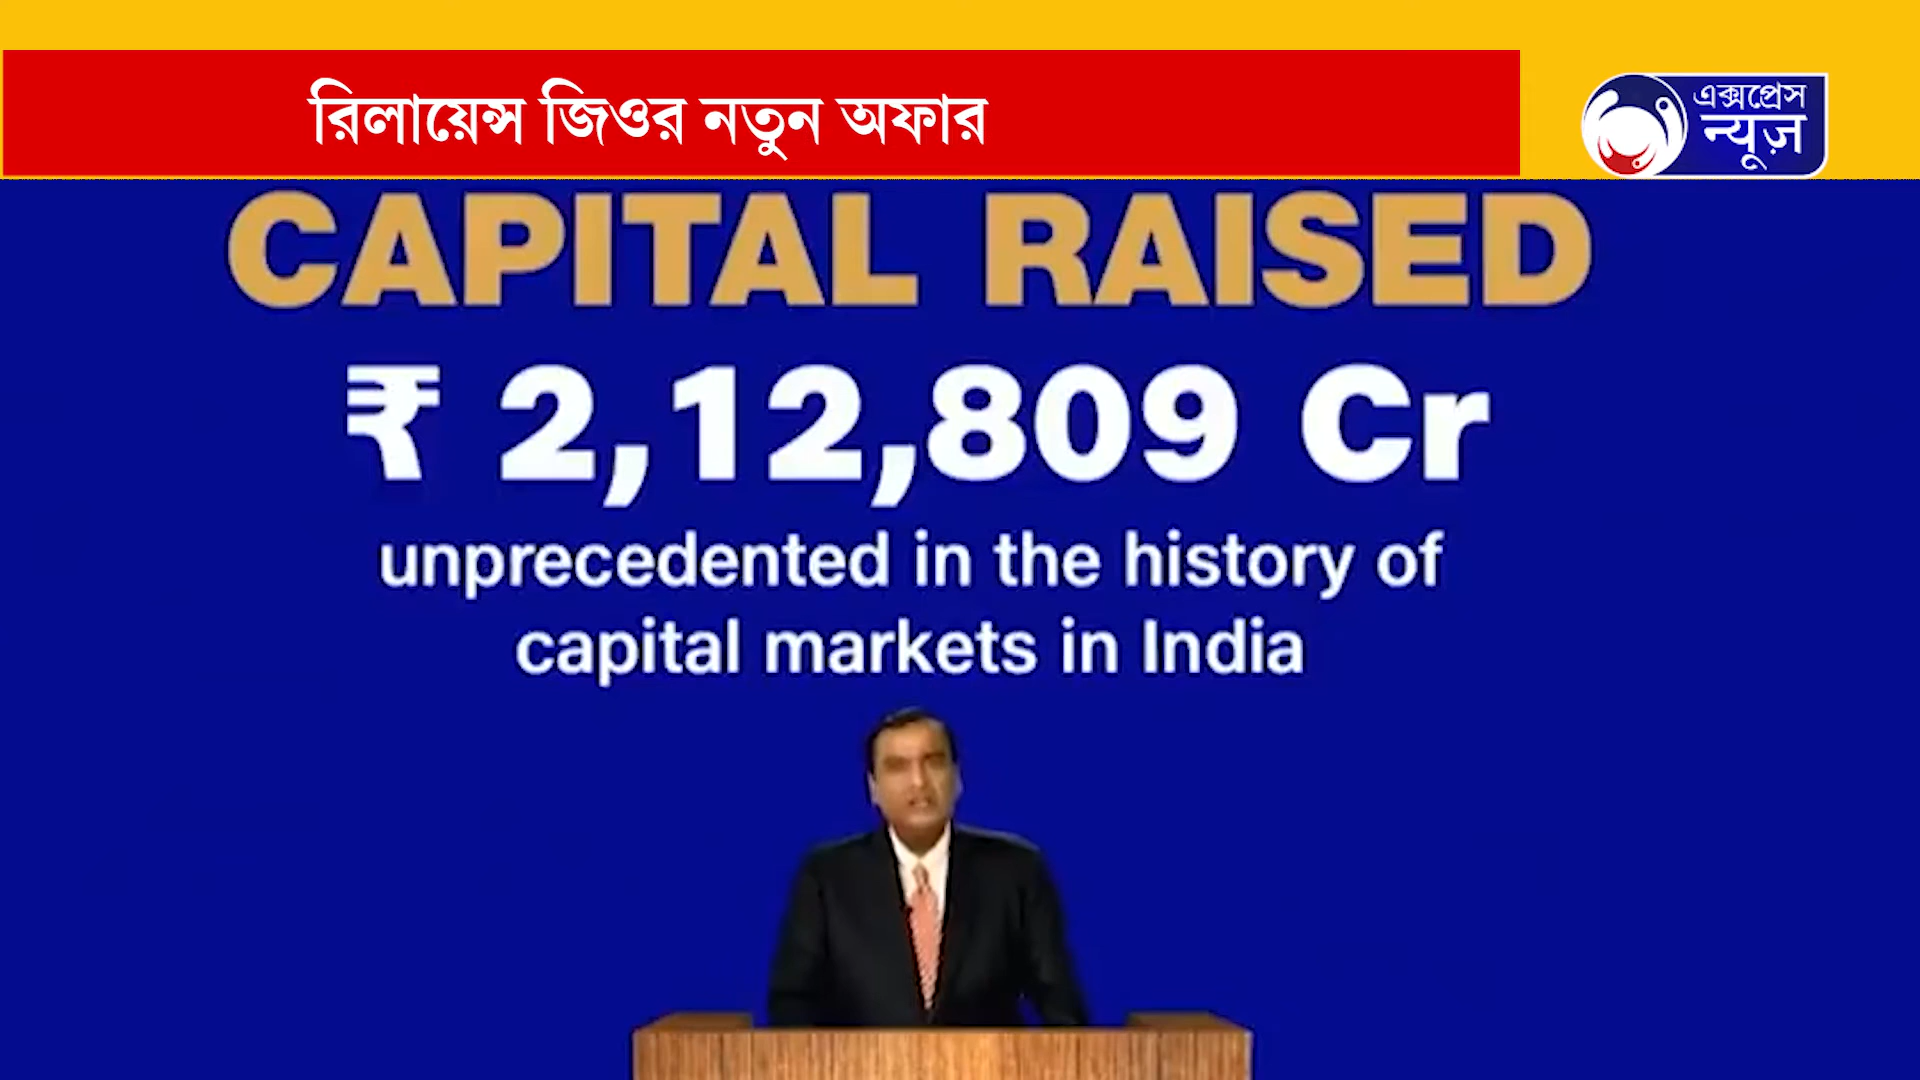 রিলায়েন্স জিওর নতুন অফার
এক্সপ্রেস
ন্যূজ়
CAPITAL RAISED
₹ 2,12,809 Cr
unprecedented in the history of
capital markets in India